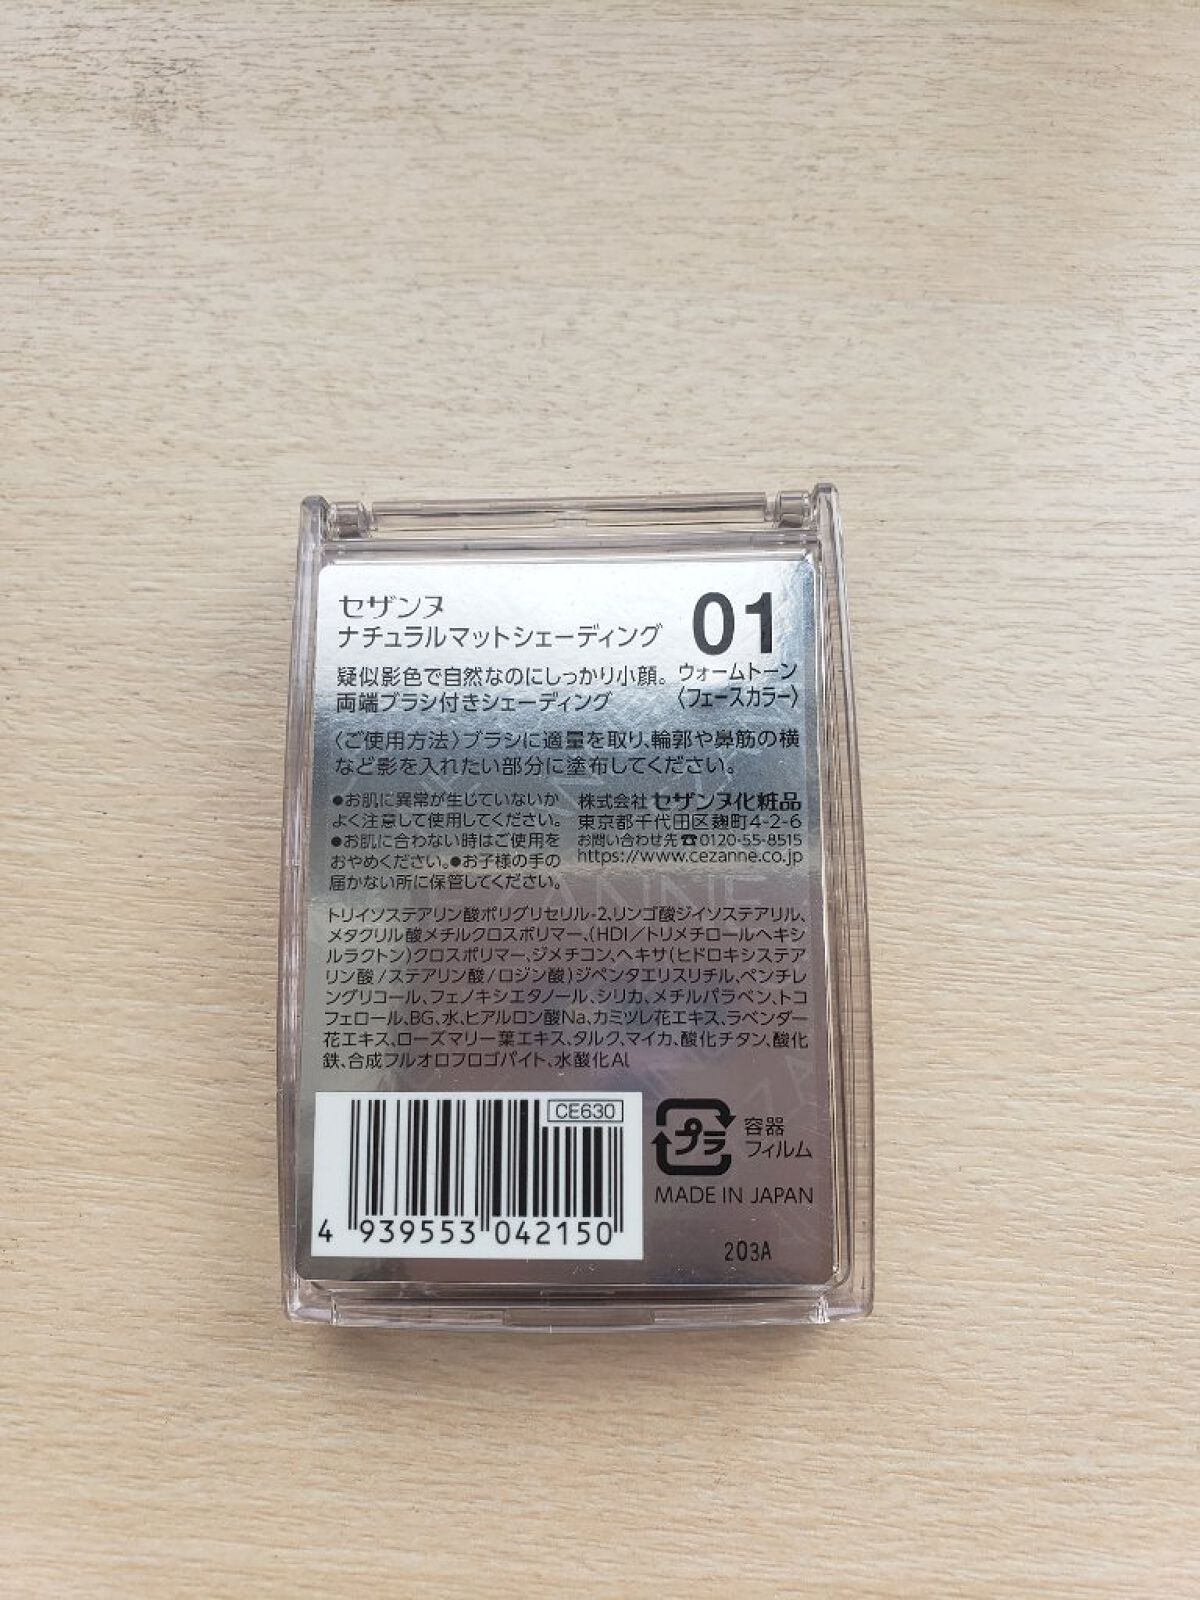 セザンヌ
ナチュラルマットシェーディング
01
疑似影色で自然なのにしっかり小顔。
両端ブラシ付きシェーディング
ウォームトーン
〈フェースカラー〉
〈ご使用方法〉ブラシに適量を取り、輪郭や鼻筋の横
など影を入れたい部分に塗布してください。
●お肌に異常が生じていないか
よく注意して使用してください。
●お肌に合わない時はご使用を
おやめください。●お子様の手の
届かない所に保管してください。
株式会社 セザンヌ化粧品
東京都千代田区麹町4-2-6
お問い合わせ先☎0120-55-8515
https://www.cezanne.co.jp
トリイソステアリン酸ポリグリセリル-2、リンゴ酸ジイソステアリル、
メタクリル酸メチルクロスポリマー、(HDI/トリメチロールヘキシ
ルラクトン)クロスポリマー、ジメチコン、ヘキサ(ヒドロキシステア
リン酸/ステアリン酸/ロジン酸)ジペンタエリスリチル、ペンチレ
ングリコール、フェノキシエタノール、シリカ、メチルパラベン、トコ
フェロール、BG、水、ヒアルロン酸Na、カミツレ花エキス、ラベンダー
花エキス、ローズマリー葉エキス、タルク、マイカ、酸化チタン、酸化
鉄、合成フルオロフロゴパイト、水酸化Al
CE630
4 939553 042150
プラ
容器
フィルム
MADE IN JAPAN
203A